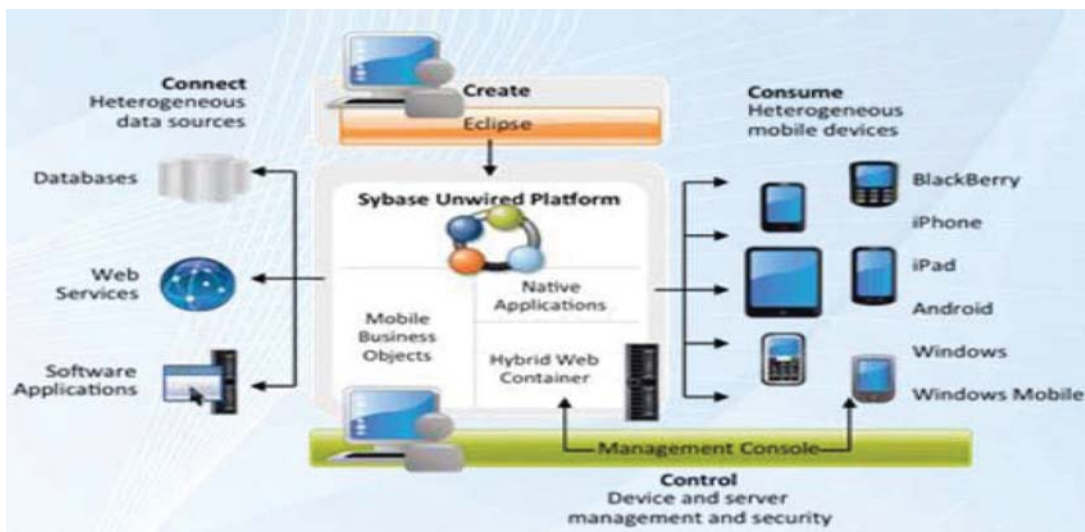 Connect
Heterogeneous
data sources
Databases
Web
Services
Software
Applications
Create
Eclipse
Sybase Unwired Platform
Mobile
Business
Objects
Native
Applications
Hybrid Web
Container
Consume
Heterogeneous
mobile devices
BlackBerry
iPhone
iPad
Android
Windows
Windows Mobile
Management Console
Control
Device and server
management and security